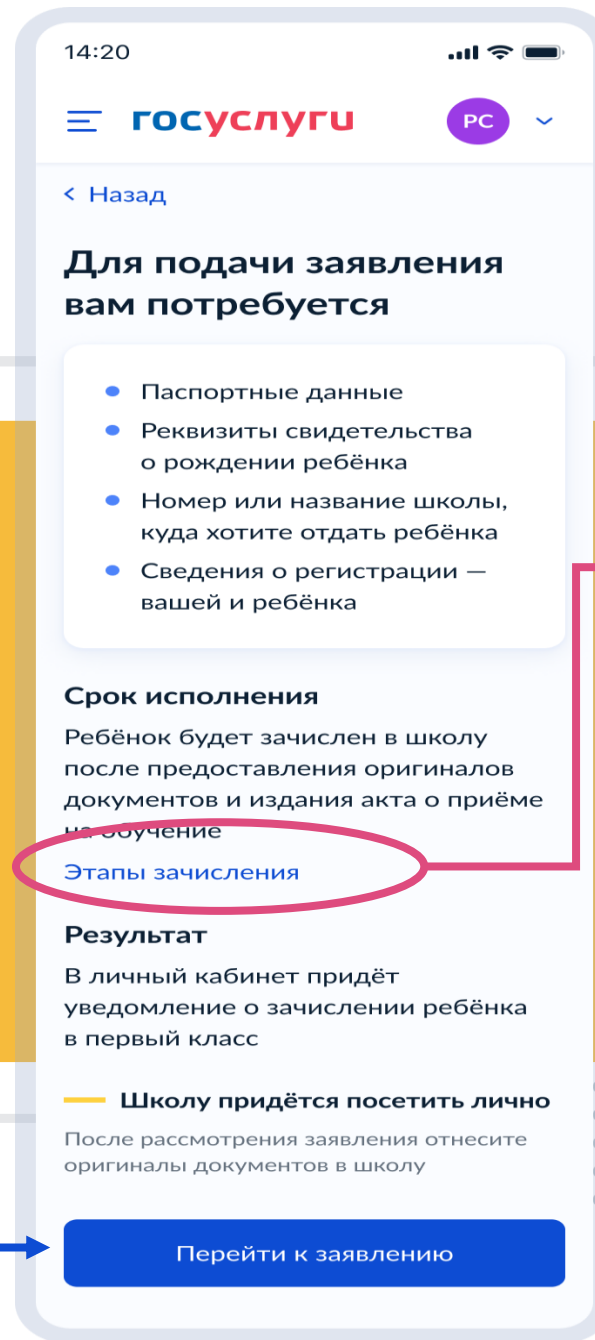 14:20
госуслуги
РС
Назад
Для подачи заявления
вам потребуется
Паспортные данные
Реквизиты свидетельства
о рождении ребёнка
Номер или название школы,
куда хотите отдать ребёнка
Сведения о регистрации —
вашей и ребёнка
Срок исполнения
Ребёнок будет зачислен в школу
после предоставления оригиналов
документов и издания акта о приёме
на обучение
Этапы зачисления
Результат
В личный кабинет придёт
уведомление о зачислении ребёнка
в первый класс
Школу придётся посетить лично
После рассмотрения заявления отнесите
оригиналы документов в школу
Перейти к заявлению